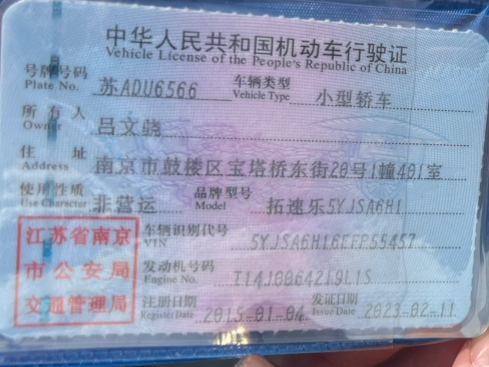 中华人民共和国机动车行驶证
Vehicle License of the People's Republic of China
号牌号码 苏ADU6566 车辆类型 小型轿车
Plate No. Vehicle Type
所有人 吕文骁
Owner
住址 南京市鼓楼区宝塔桥东街20号1幢401室
Address
使用性质 非营运 品牌型号 拓速乐5YJSA6H1
Use Character Model
江苏省南京
市公安局
交通管理局
车辆识别代号 5YJSA6H16EFP55457
VIN
发动机号码 T14J0064219L1S
Engine No.
注册日期 2015-01-04 发证日期 2023-02-11
Register Date Issue Date